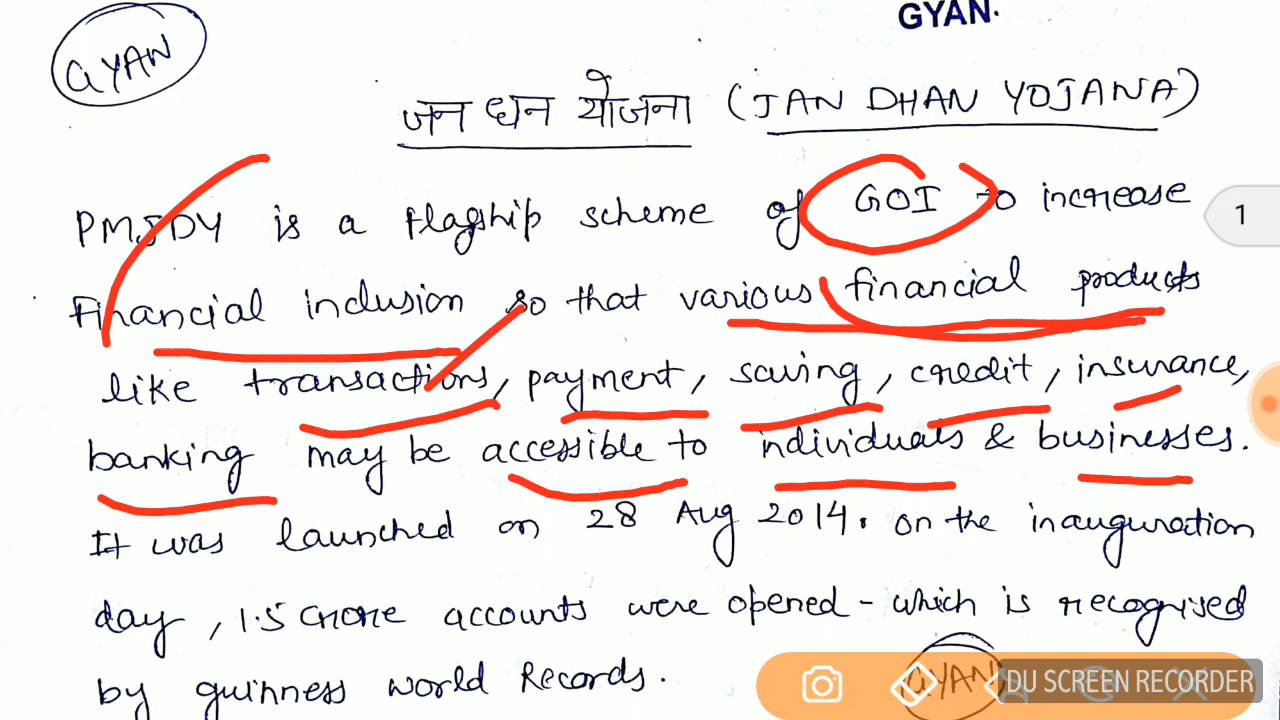 GYAN.
GYAN
जन धन योजना (JAN DHAN YOJANA)
PMJDY is a flagship scheme of GOI to increase
1
Financial inclusion so that various financial products
like transactions, payment, saving, credit, insurance,
banking may be accessible to individuals & businesses.
It was launched on 28 Aug 2014. on the inauguration
day, 1.5 crore accounts were opened - which is recognised
by guinness world Records.
GYAN
DU SCREEN RECORDER